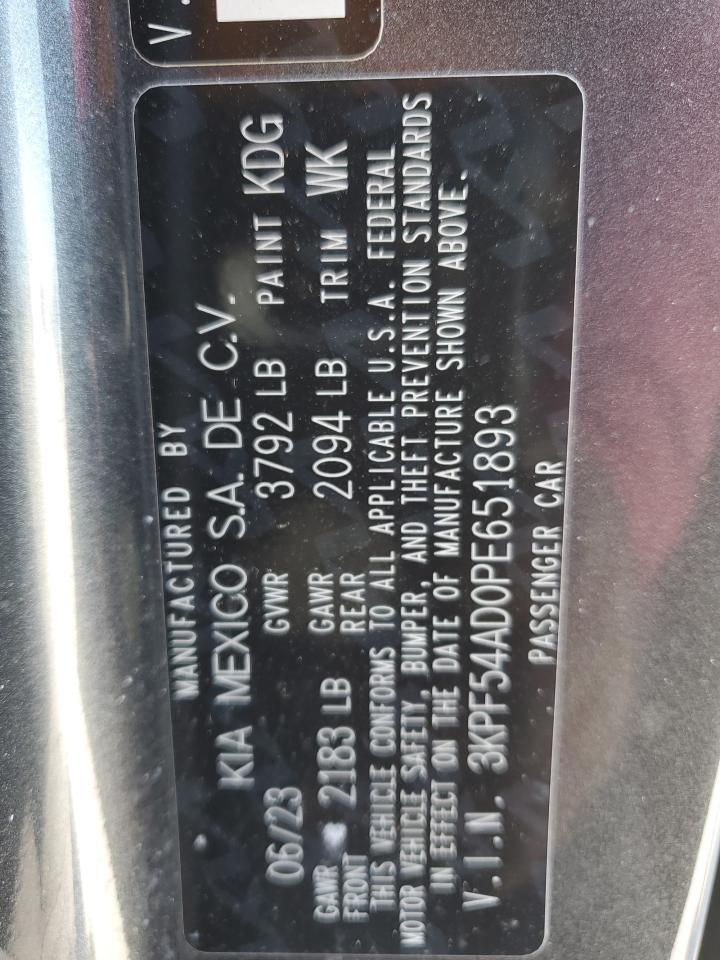 V.
MANUFACTURED BY
KIA MEXICO S.A. DE C.V.
06/23 GVWR 3792 LB PAINT KDG
GAWR FRONT 2183 LB GAWR REAR 2094 LB TRIM WK
THIS VEHICLE CONFORMS TO ALL APPLICABLE U.S.A. FEDERAL
MOTOR VEHICLE SAFETY, BUMPER, AND THEFT PREVENTION STANDARDS
IN EFFECT ON THE DATE OF MANUFACTURE SHOWN ABOVE.
V.I.N. 3KPF54AD0PE651893
PASSENGER CAR